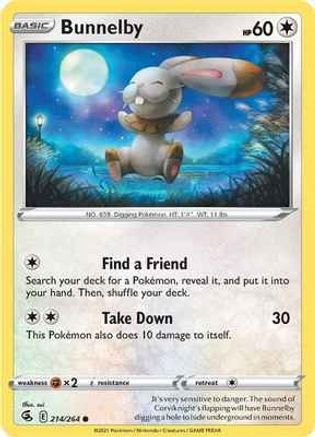 BASIC Bunnelby HP 60
NO. 659 Digging Pokémon HT: 1'4" WT: 11 lbs.
Find a Friend
Search your deck for a Pokémon, reveal it, and put it into
your hand. Then, shuffle your deck.
Take Down 30
This Pokémon also does 10 damage to itself.
weakness ×2 resistance retreat
Illus.
It's very sensitive to danger. The sound of
Corviknight's flapping will have Bunnelby
digging a hole to hide underground in moments.
E 214/264
©2021 Pokémon / Nintendo / Creatures / GAME FREAK